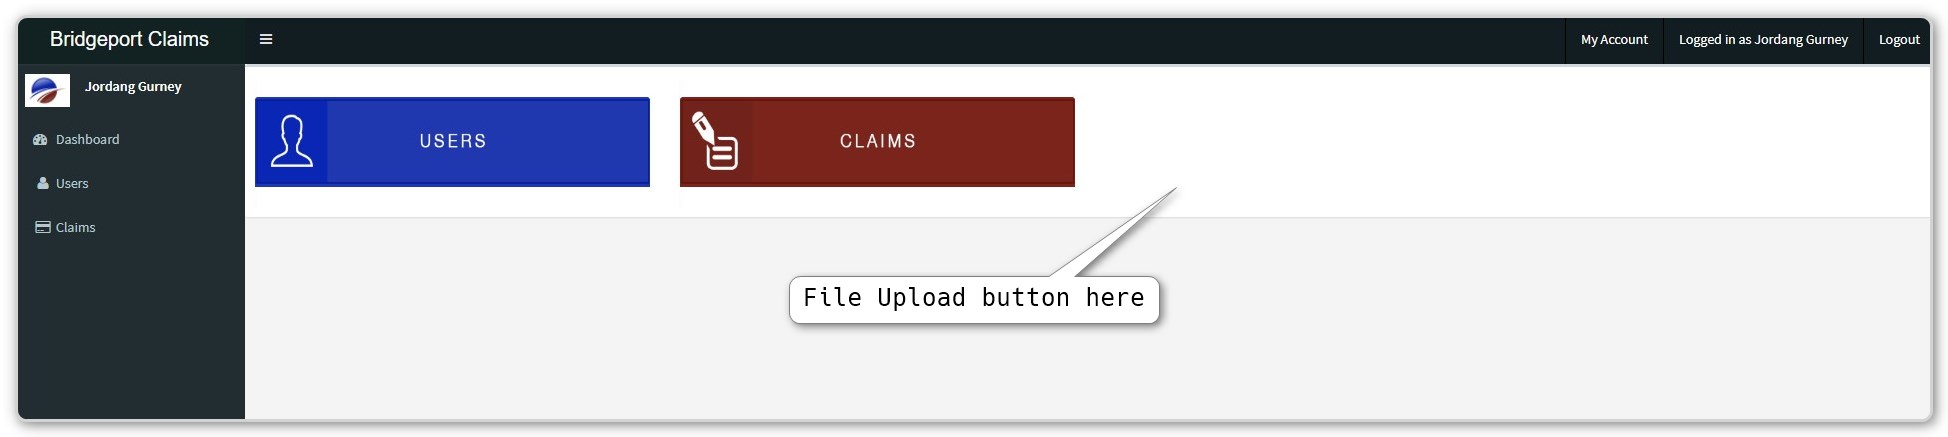 Bridgeport Claims
My Account
Logged in as Jordang Gurney
Logout
Jordang Gurney
Dashboard
Users
Claims
USERS
CLAIMS
File Upload button here